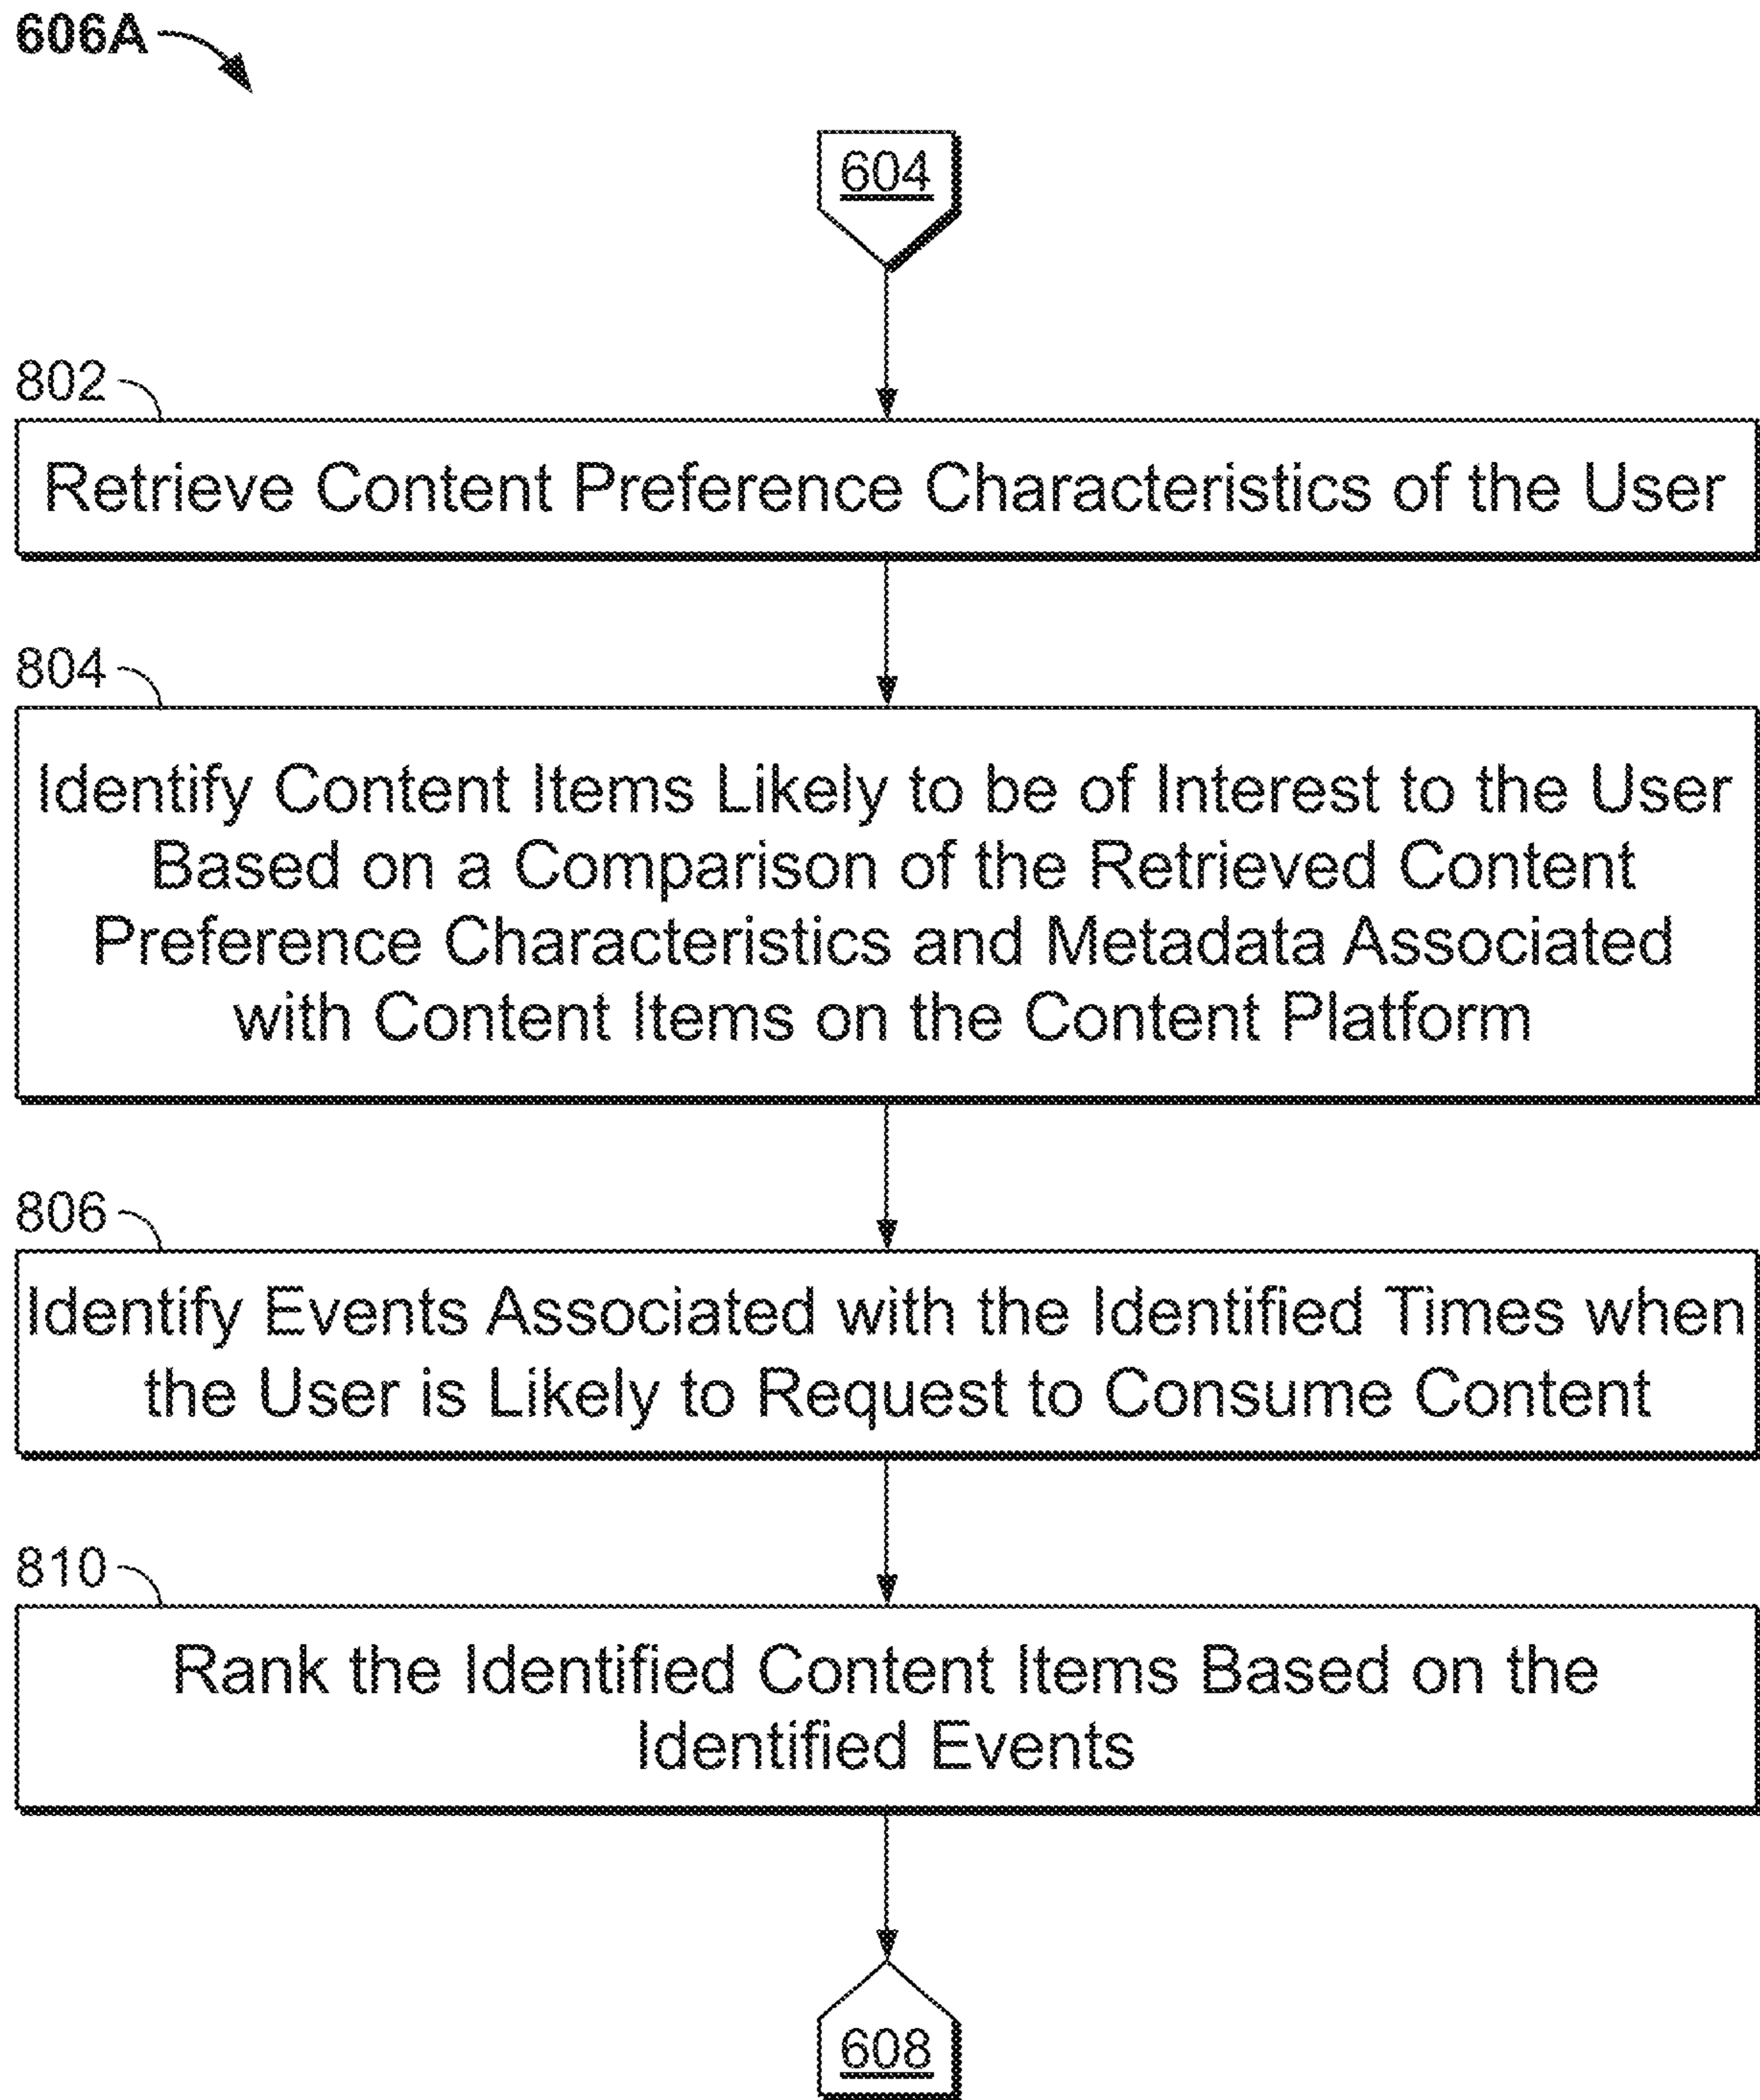 606A
604
802
Retrieve Content Preference Characteristics of the User
804
Identify Content Items Likely to be of Interest to the User
Based on a Comparison of the Retrieved Content
Preference Characteristics and Metadata Associated
with Content Items on the Content Platform
806
Identify Events Associated with the Identified Times when
the User is Likely to Request to Consume Content
810
Rank the Identified Content Items Based on the
Identified Events
608